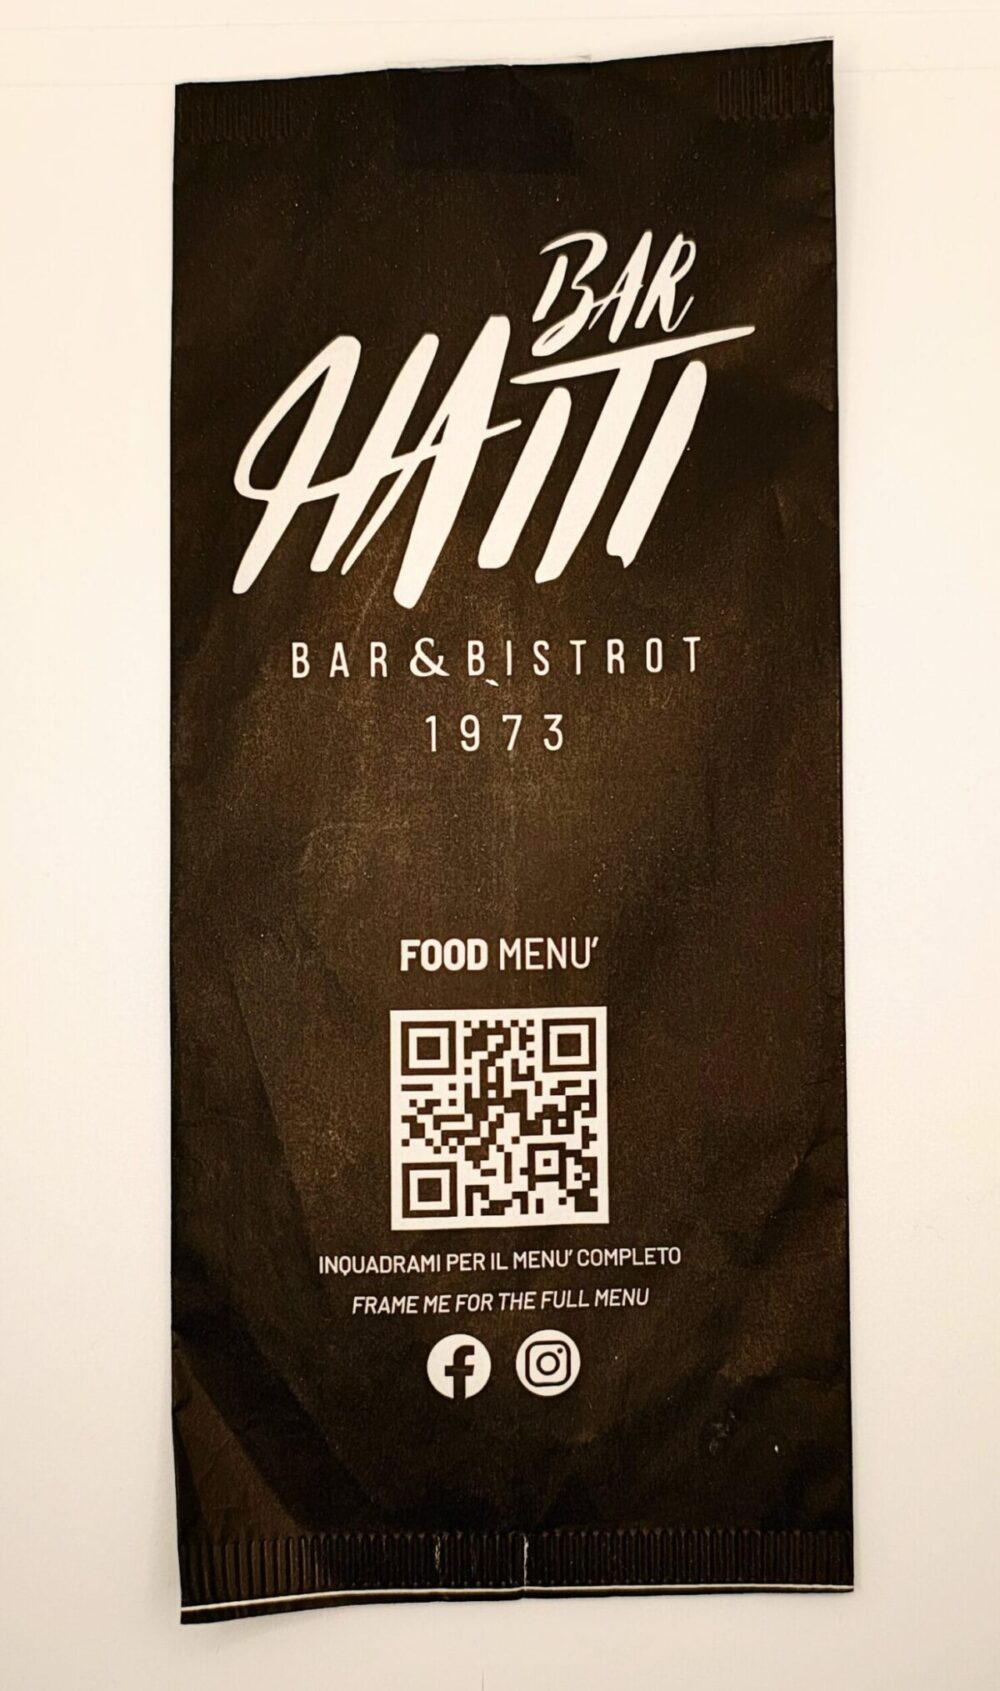 BAR
HAITI
BAR & BISTROT
1973
FOOD MENU'
INQUADRAMI PER IL MENU' COMPLETO
FRAME ME FOR THE FULL MENU